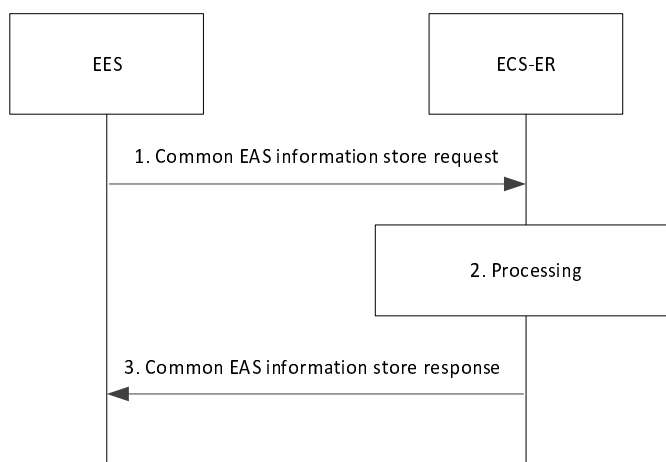 EES
ECS-ER
1. Common EAS information store request
2. Processing
3. Common EAS information store response